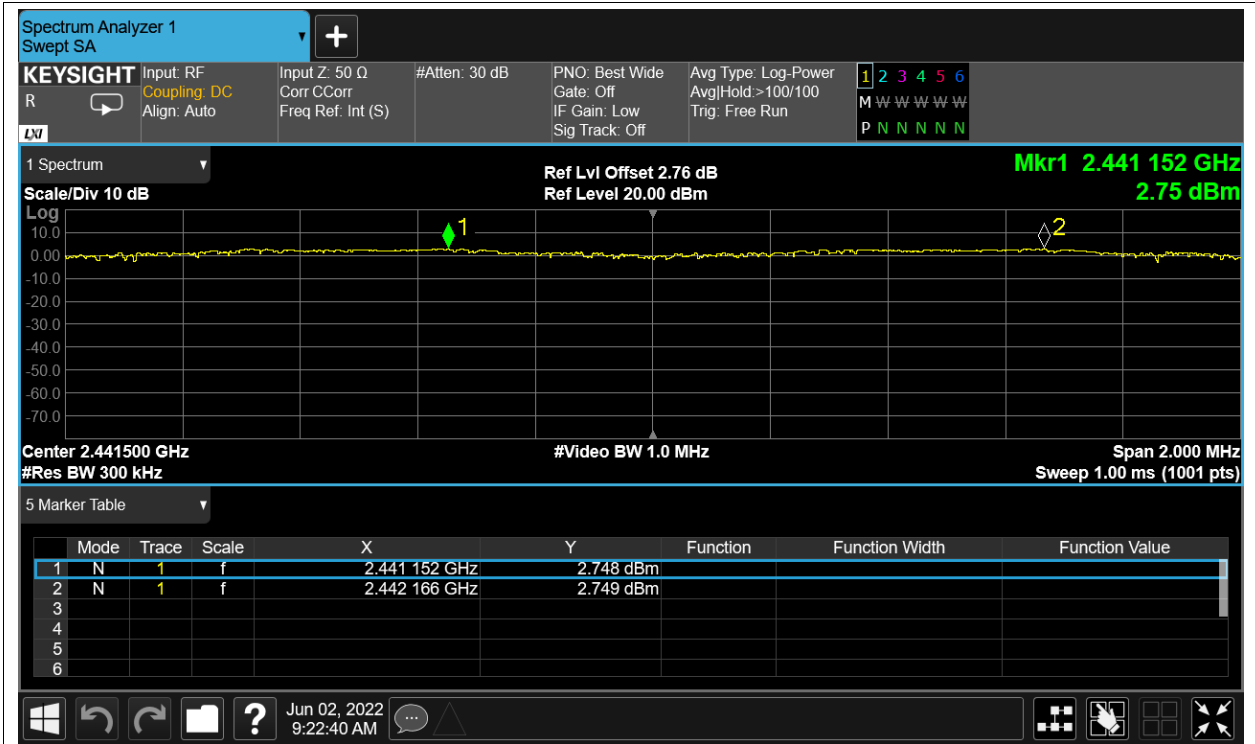 Spectrum Analyzer 1
Swept SA
KEYSIGHT
R
LXI
Input: RF
Coupling: DC
Align: Auto
Input Z: 50 Ω
Corr CCorr
Freq Ref: Int (S)
#Atten: 30 dB
PNO: Best Wide
Gate: Off
IF Gain: Low
Sig Track: Off
Avg Type: Log-Power
Avg|Hold:>100/100
Trig: Free Run
1 2 3 4 5 6
M W W W W W
P N N N N N
1 Spectrum
Scale/Div 10 dB
Ref Lvl Offset 2.76 dB
Ref Level 20.00 dBm
Mkr1 2.441 152 GHz
2.75 dBm
Log
10.0
0.00
-10.0
-20.0
-30.0
-40.0
-50.0
-60.0
-70.0
1
2
Center 2.441500 GHz
#Res BW 300 kHz
#Video BW 1.0 MHz
Span 2.000 MHz
Sweep 1.00 ms (1001 pts)
5 Marker Table
Mode Trace Scale X Y Function Function Width Function Value
1 N 1 f 2.441 152 GHz 2.748 dBm
2 N 1 f 2.442 166 GHz 2.749 dBm
3
4
5
6
?
Jun 02, 2022
9:22:40 AM